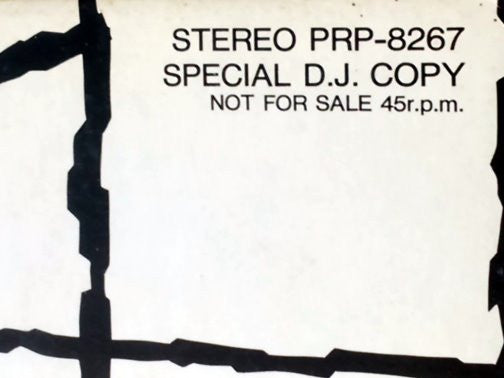 STEREO PRP-8267
SPECIAL D.J. COPY
NOT FOR SALE 45r.p.m.